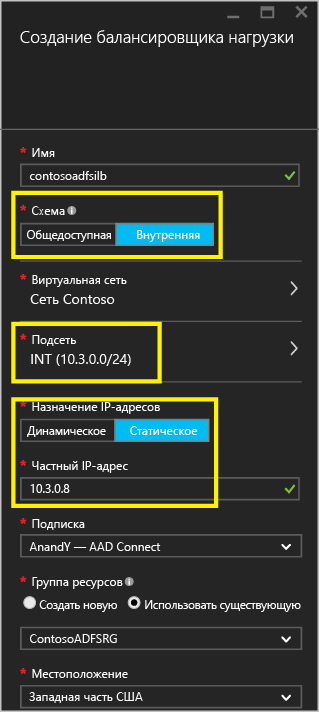 Создание балансировщика нагрузки
* Имя
contosoadfsilb
* Схема
Общедоступная Внутренняя
* Виртуальная сеть
Сеть Contoso
* Подсеть
INT (10.3.0.0/24)
* Назначение IP-адресов
Динамическое Статическое
* Частный IP-адрес
10.3.0.8
* Подписка
AnandY — AAD Connect
* Группа ресурсов
Создать новую Использовать существующую
ContosoADFSRG
* Местоположение
Западная часть США